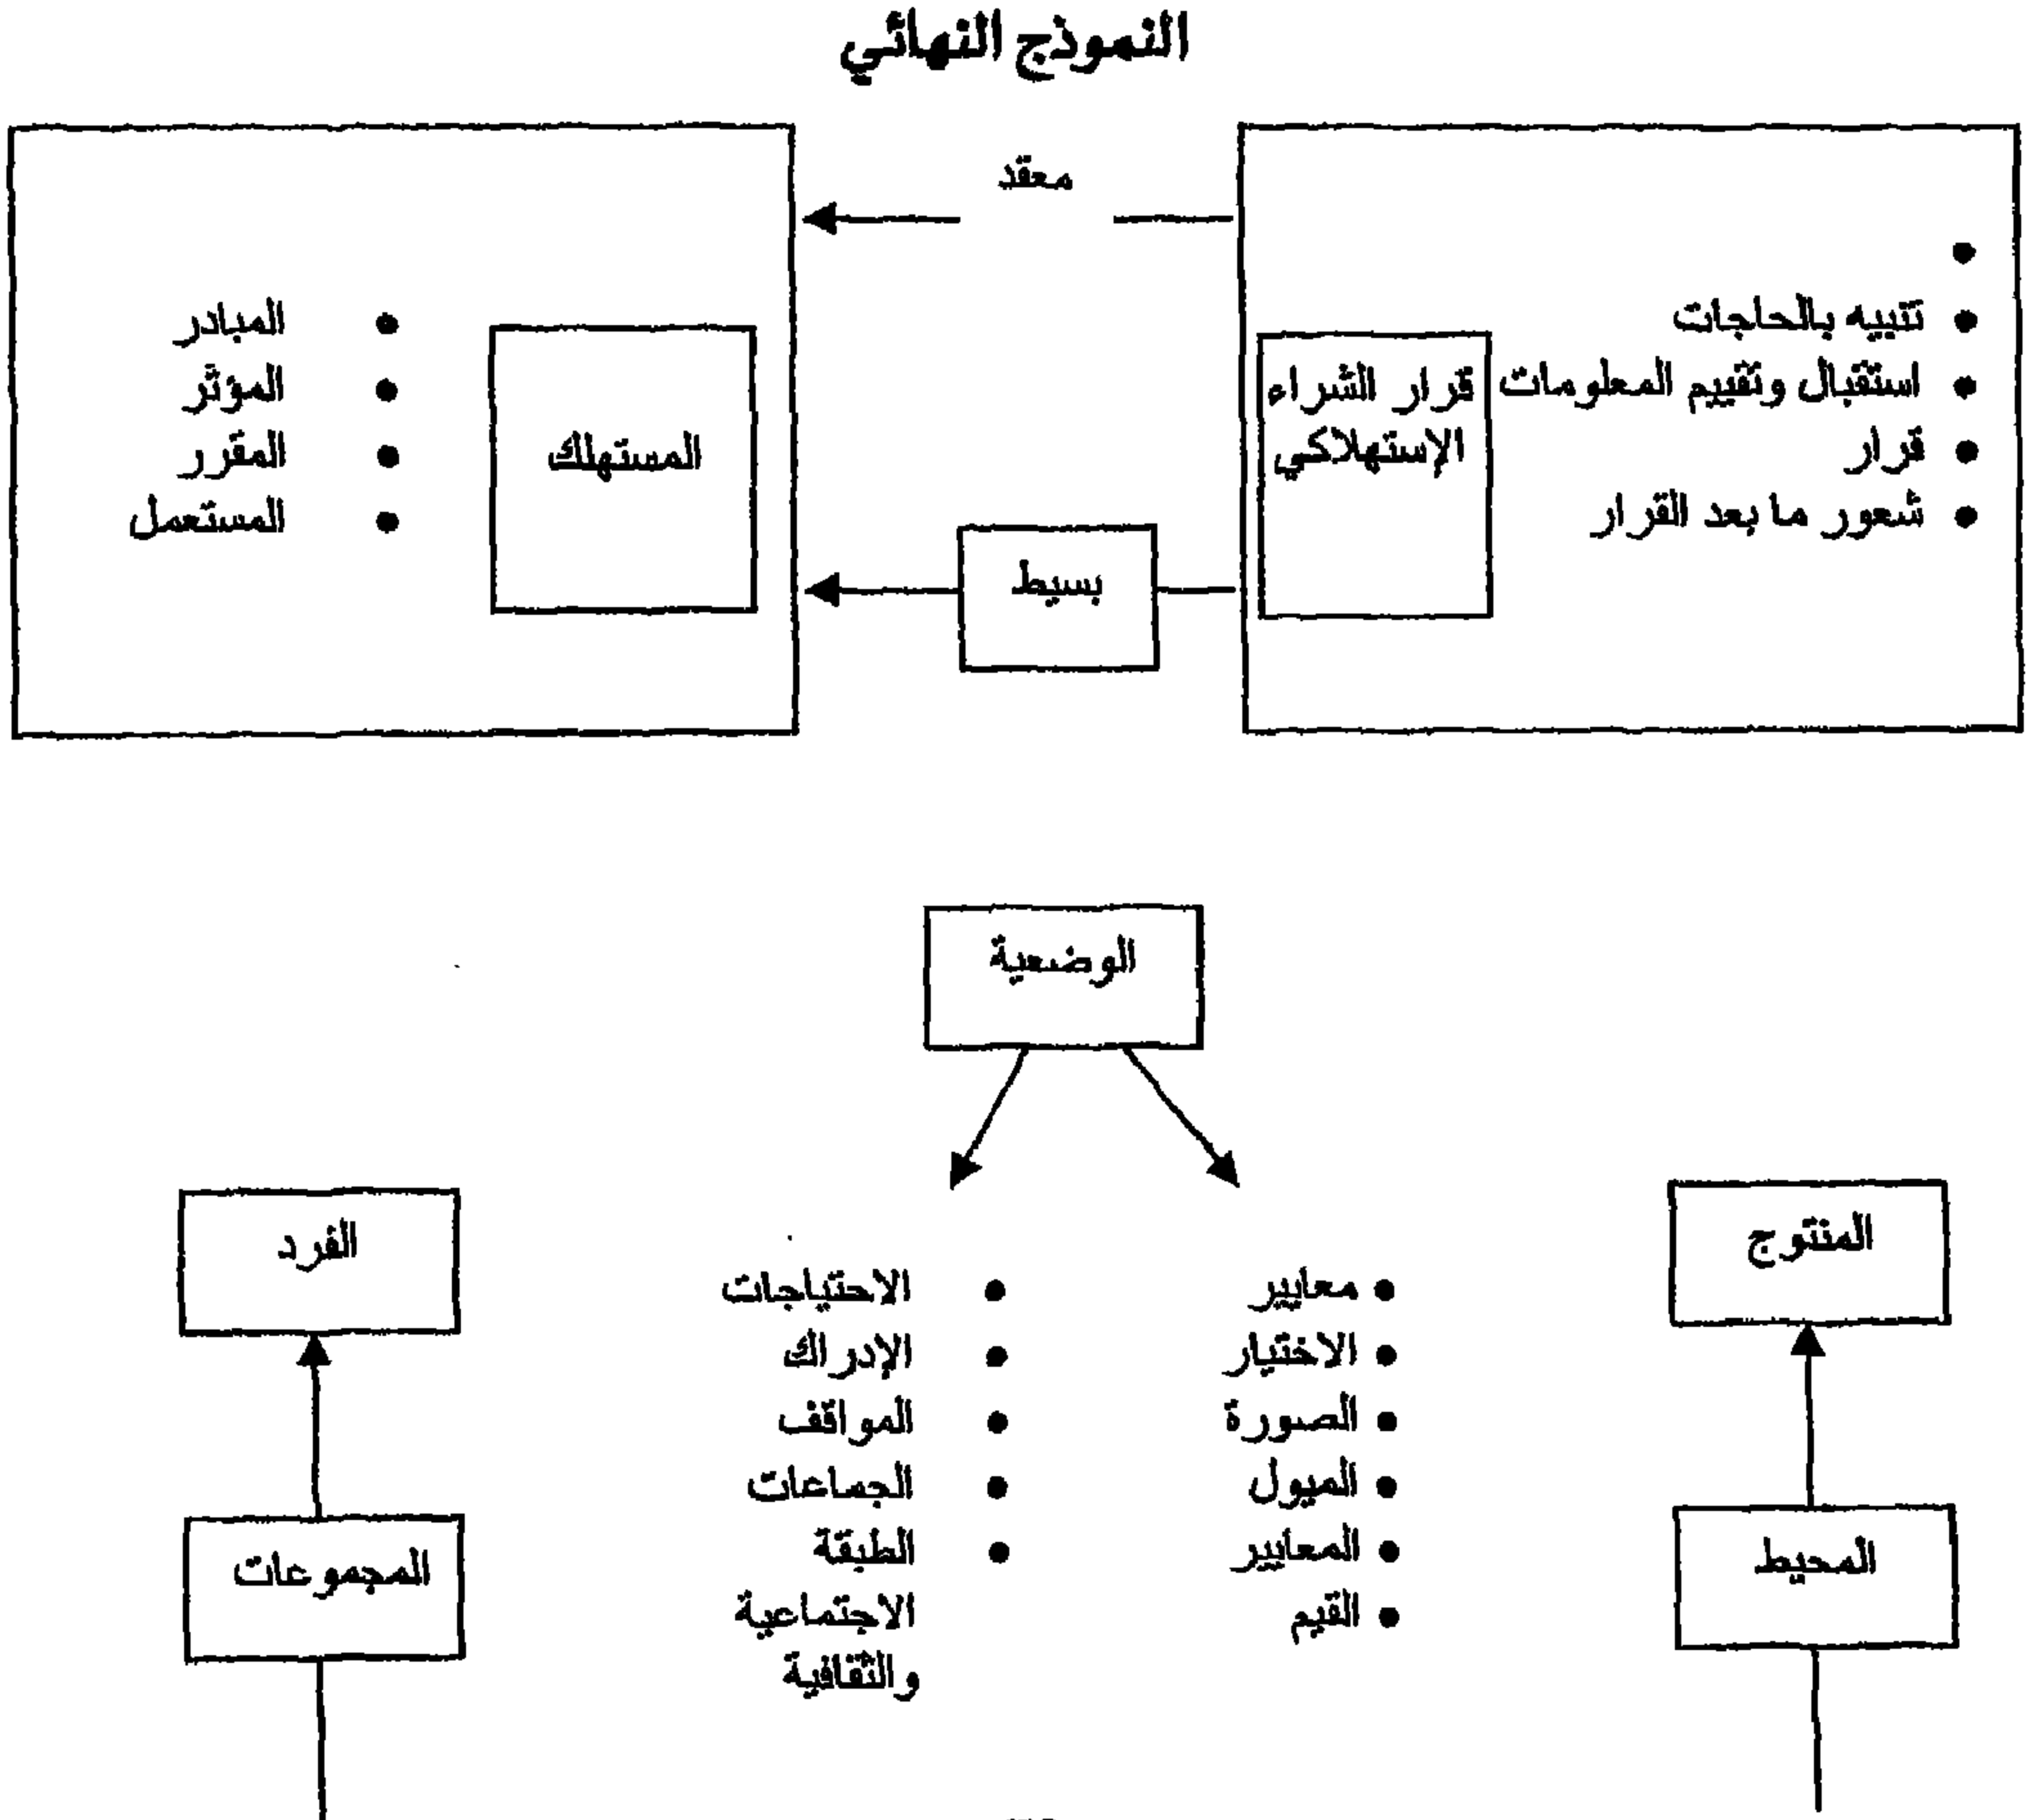 النموذج النهائي
معقد
•
• تنبيه بالحاجات
• استقبال وتقييم المعلومات
• قرار
• شعور ما بعد القرار
قرار الشراء
الإستهلاكي
بسيط
المستهلك
• المبادر
• المؤثر
• المقرر
• المستعمل
الوضعية
المنتوج
المحيط
• معايير
• الاختيار
• الصورة
• الميول
• المعايير
• القيم
• الاحتياجات
• الإدراك
• المواقف
• الجماعات
• الطبقة
الاجتماعية
والثقافية
الفرد
المجموعات